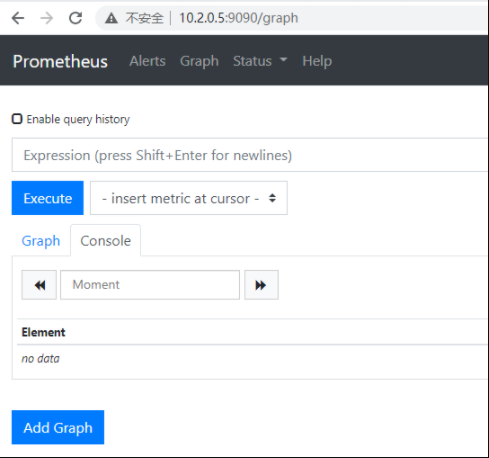 不安全 | 10.2.0.5:9090/graph
Prometheus Alerts Graph Status Help
Enable query history
Expression (press Shift+Enter for newlines)
Execute - insert metric at cursor -
Graph Console
Moment
Element
no data
Add Graph